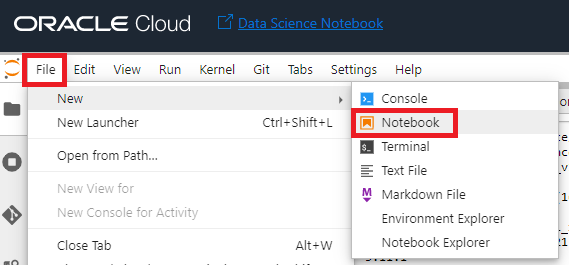 ORACLE Cloud
Data Science Notebook
File Edit View Run Kernel Git Tabs Settings Help
New
New Launcher Ctrl+Shift+L
Open from Path...
New View for
New Console for Activity
Close Tab Alt+W
Console
Notebook
Terminal
Text File
Markdown File
Environment Explorer
Notebook Explorer